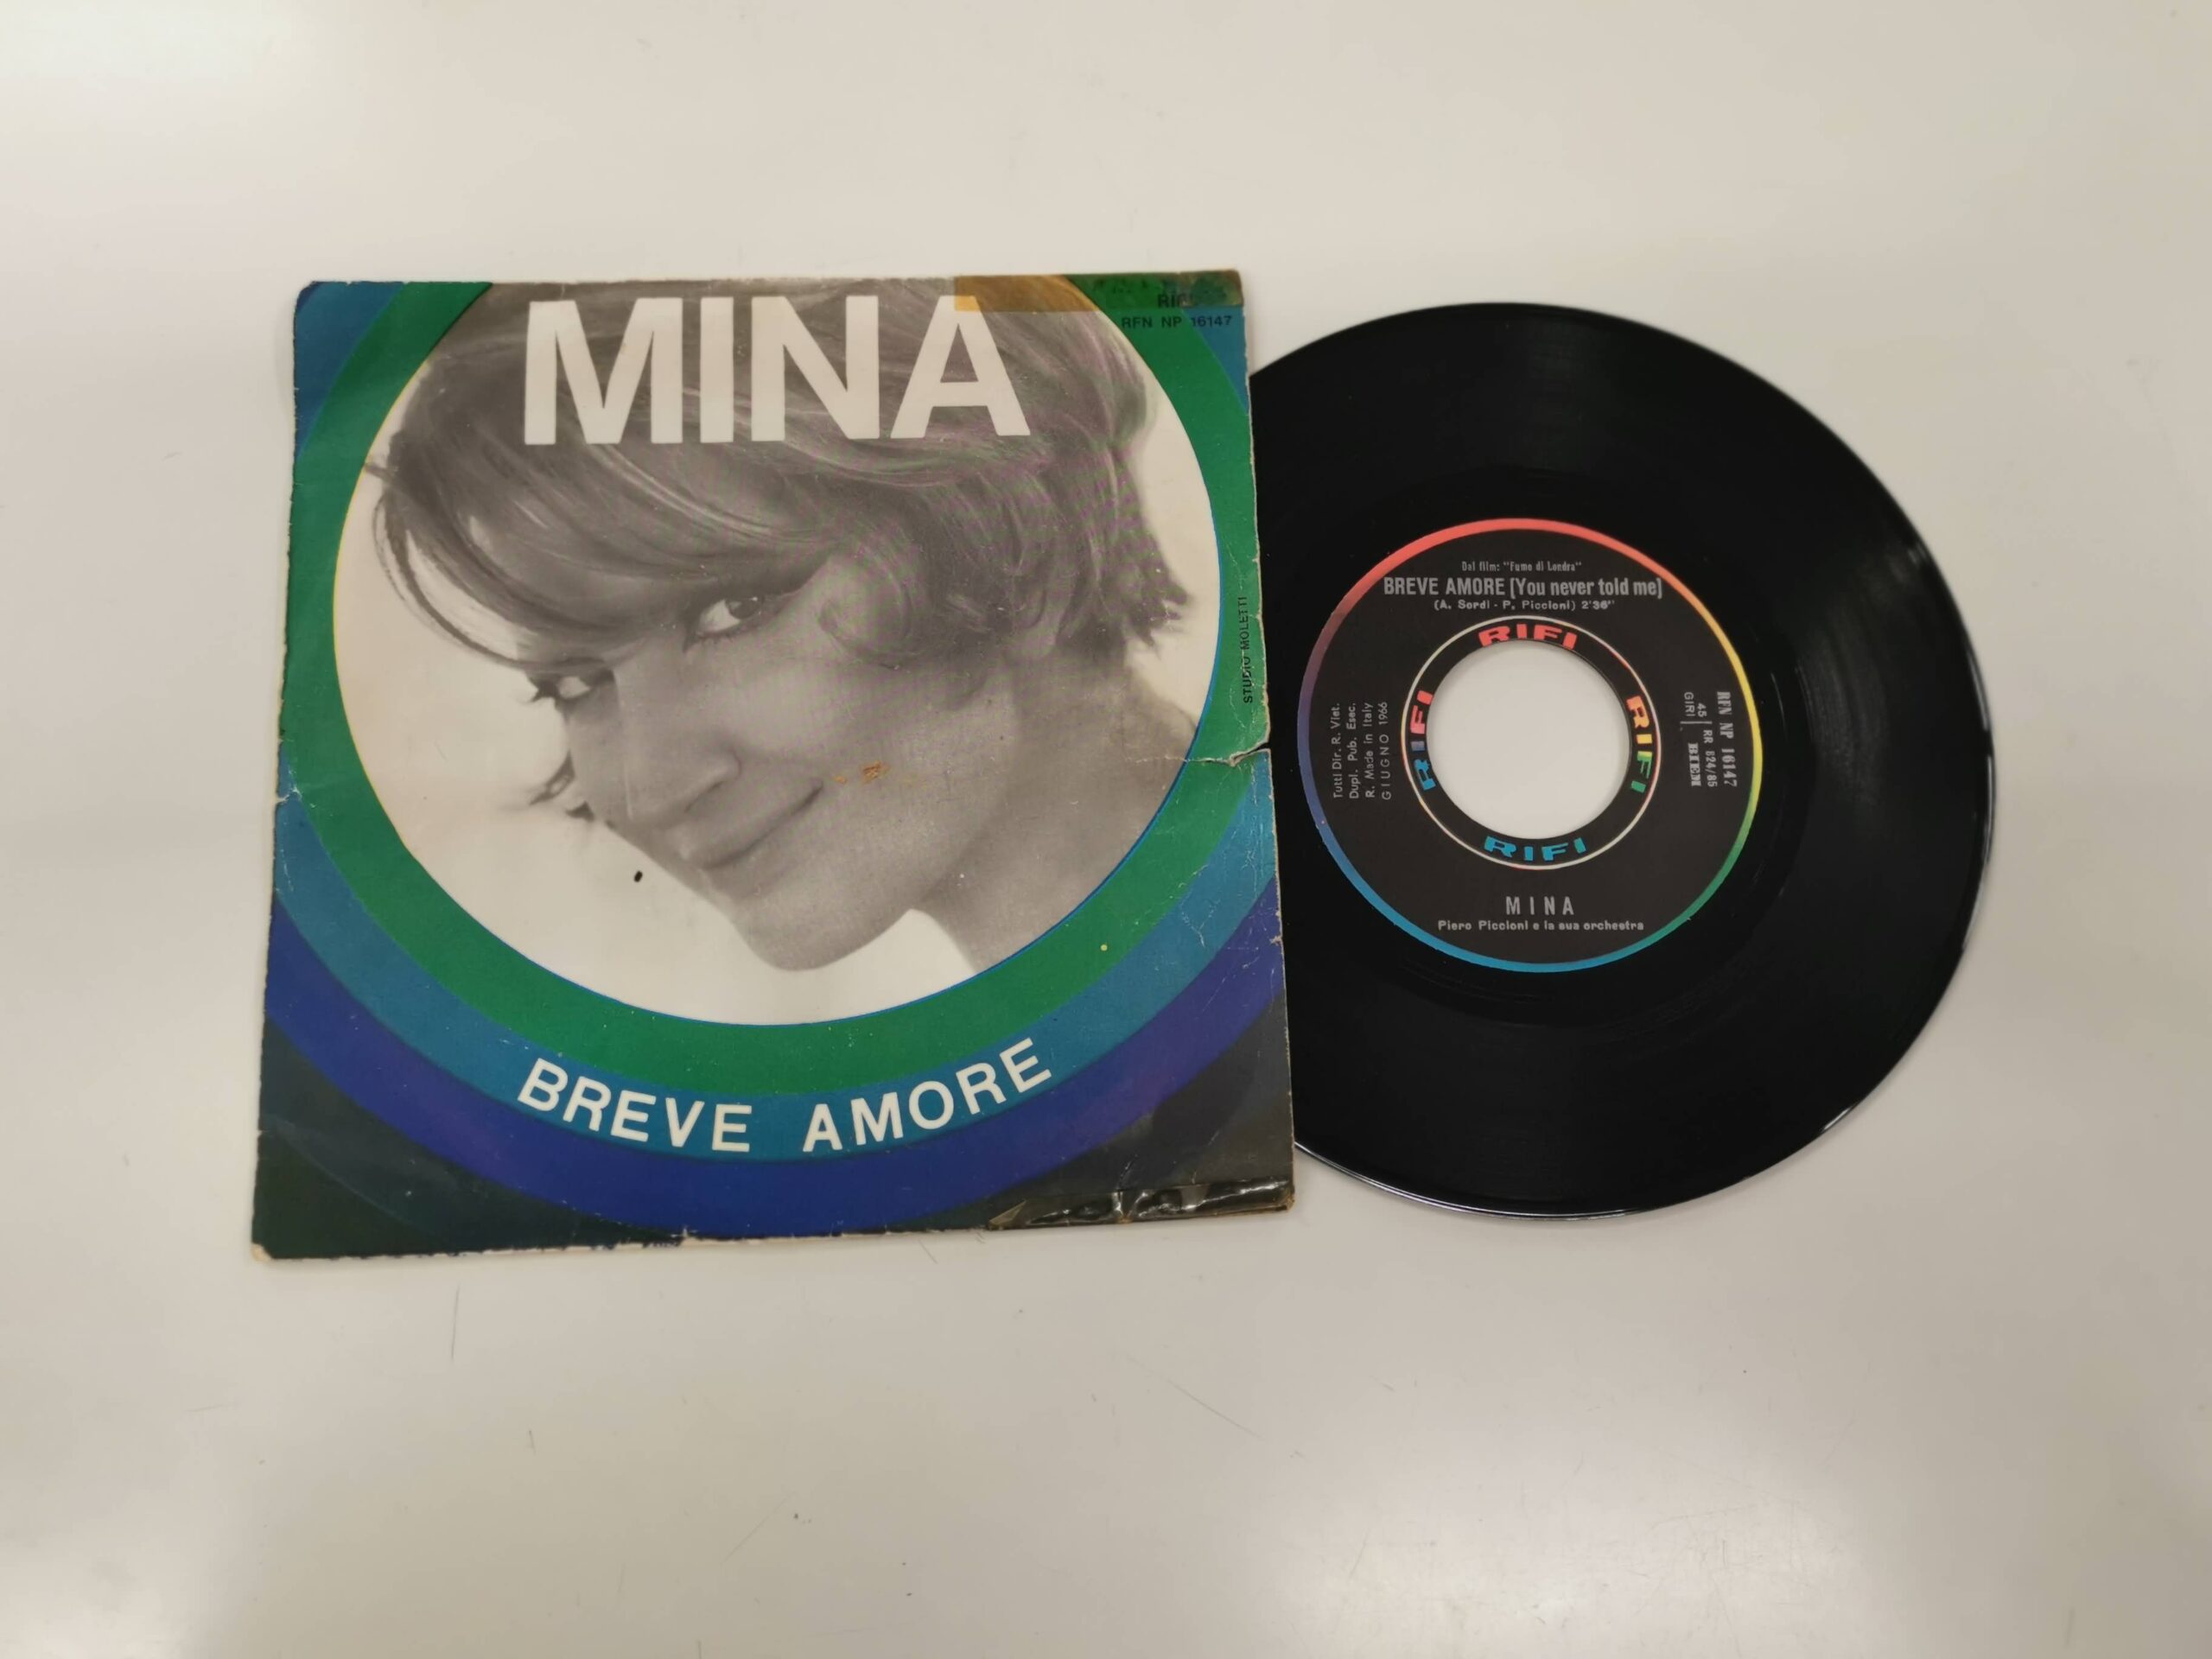 MINA
RFN NP 16147
STUDIO MOLETTI
BREVE AMORE
Dal film: "Fumo di Londra"
BREVE AMORE (You never told me)
(A. Sordi - P. Piccioni) 2'36"
RIFI
RIFI
RIFI
RIFI
Tutti Dir. R. Viet.
Dupl. Pub. Esec.
R. Made in Italy
GIUGNO 1966
RFN NP 16147
45 RR 824/85
GIRI BIEM
MINA
Piero Piccioni e la sua orchestra